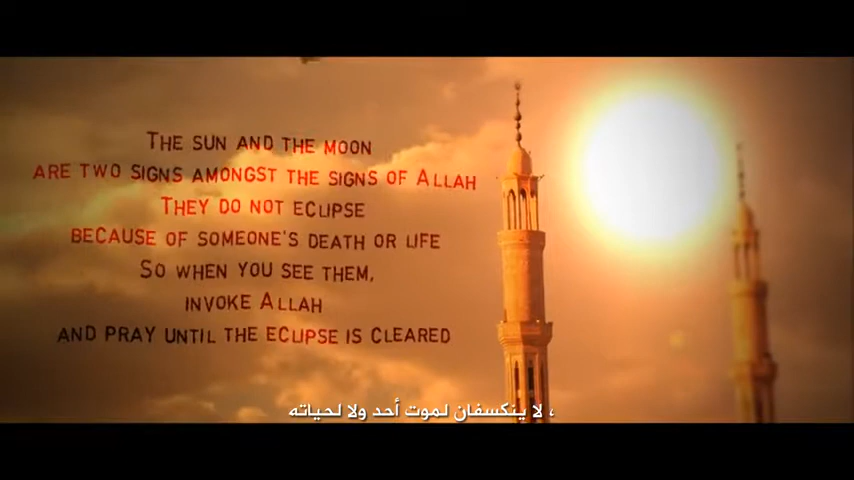 THE SUN AND THE MOON
ARE TWO SIGNS AMONGST THE SIGNS OF ALLAH
THEY DO NOT ECLIPSE
BECAUSE OF SOMEONE'S DEATH OR LIFE
SO WHEN YOU SEE THEM,
INVOKE ALLAH
AND PRAY UNTIL THE ECLIPSE IS CLEARED
، لا ينكسفان لموت أحد ولا لحياته